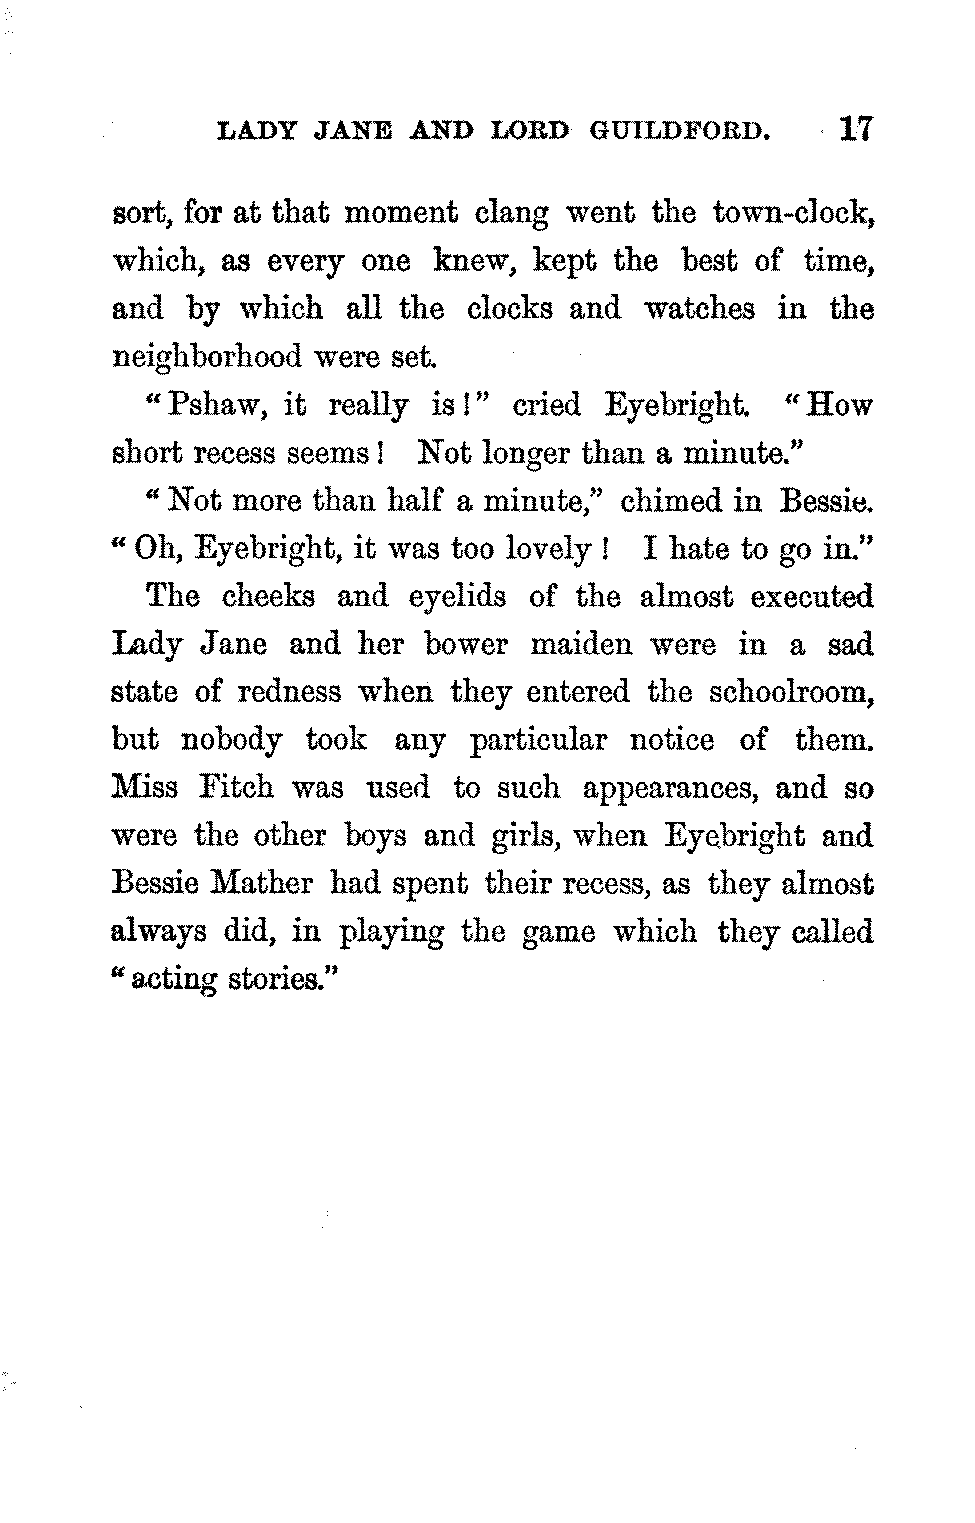 LADY JANE AND LORD GUILDFORD. 17
sort, for at that moment clang went the town-clock,
which, as every one knew, kept the best of time,
and by which all the clocks and watches in the
neighborhood were set.
"Pshaw, it really is!" cried Eyebright. "How
short recess seems! Not longer than a minute."
"Not more than half a minute," chimed in Bessie.
"Oh, Eyebright, it was too lovely! I hate to go in."
The cheeks and eyelids of the almost executed
Lady Jane and her bower maiden were in a sad
state of redness when they entered the schoolroom,
but nobody took any particular notice of them.
Miss Fitch was used to such appearances, and so
were the other boys and girls, when Eyebright and
Bessie Mather had spent their recess, as they almost
always did, in playing the game which they called
"acting stories."